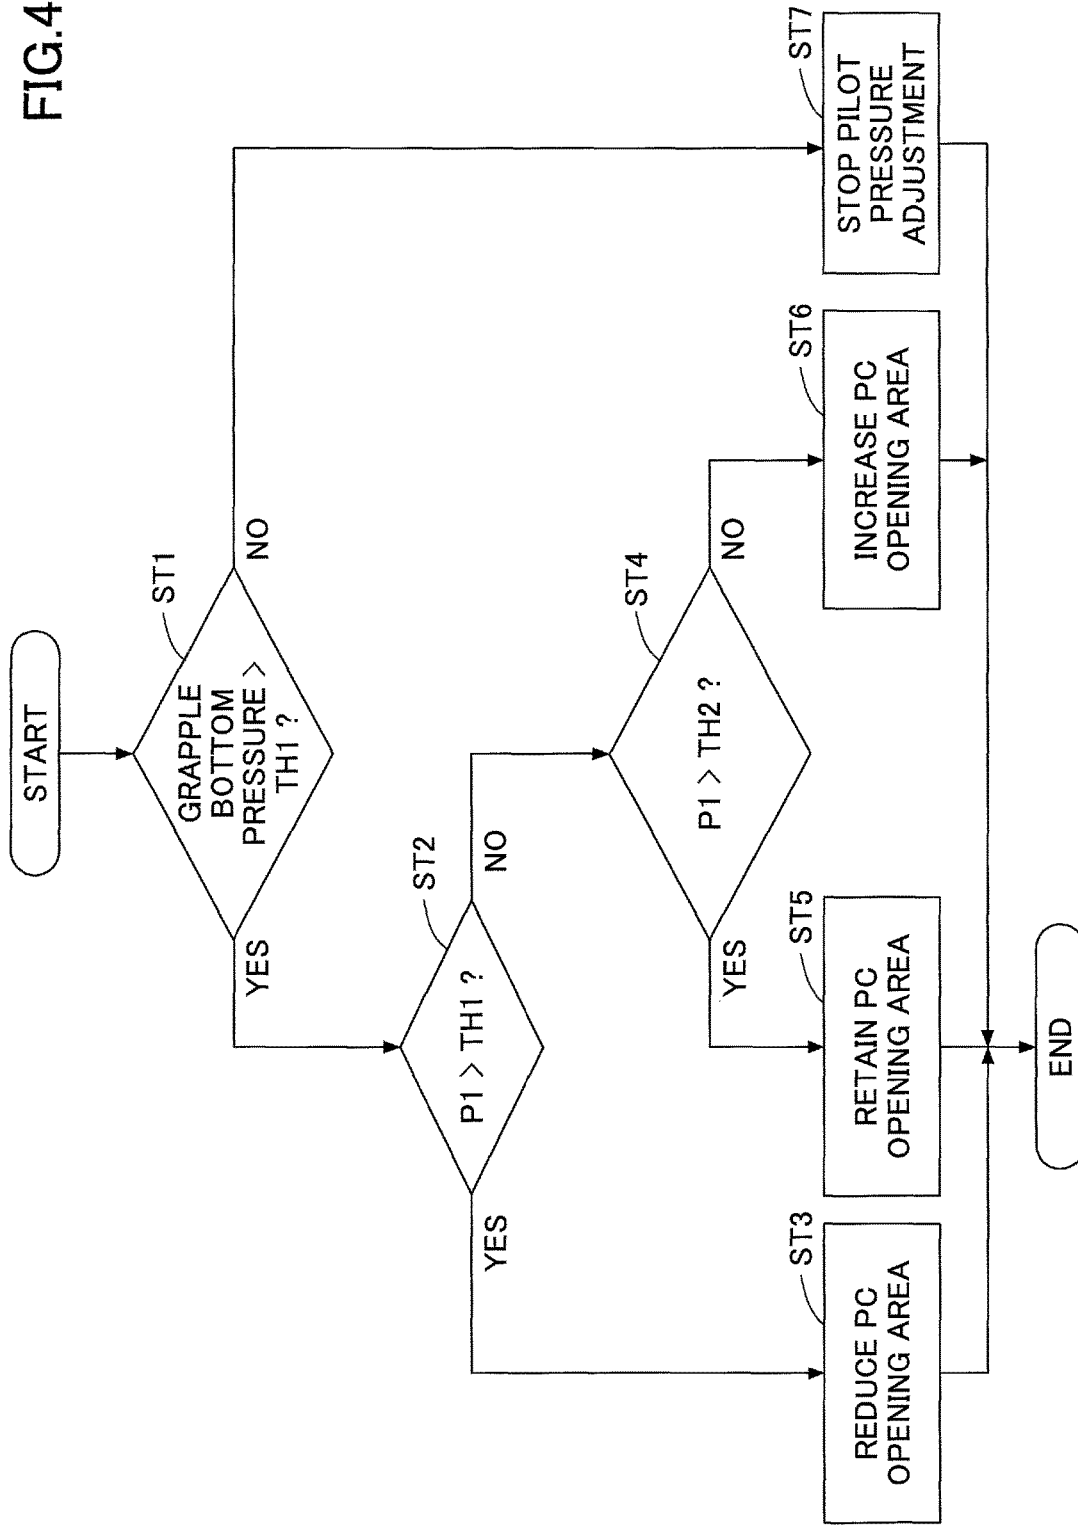 FIG.4
START
ST1
GRAPPLE
BOTTOM
PRESSURE >
TH1 ?
YES
NO
ST2
P1 > TH1 ?
YES
NO
ST4
P1 > TH2 ?
YES
NO
ST3
REDUCE PC
OPENING AREA
ST5
RETAIN PC
OPENING AREA
ST6
INCREASE PC
OPENING AREA
ST7
STOP PILOT
PRESSURE
ADJUSTMENT
END